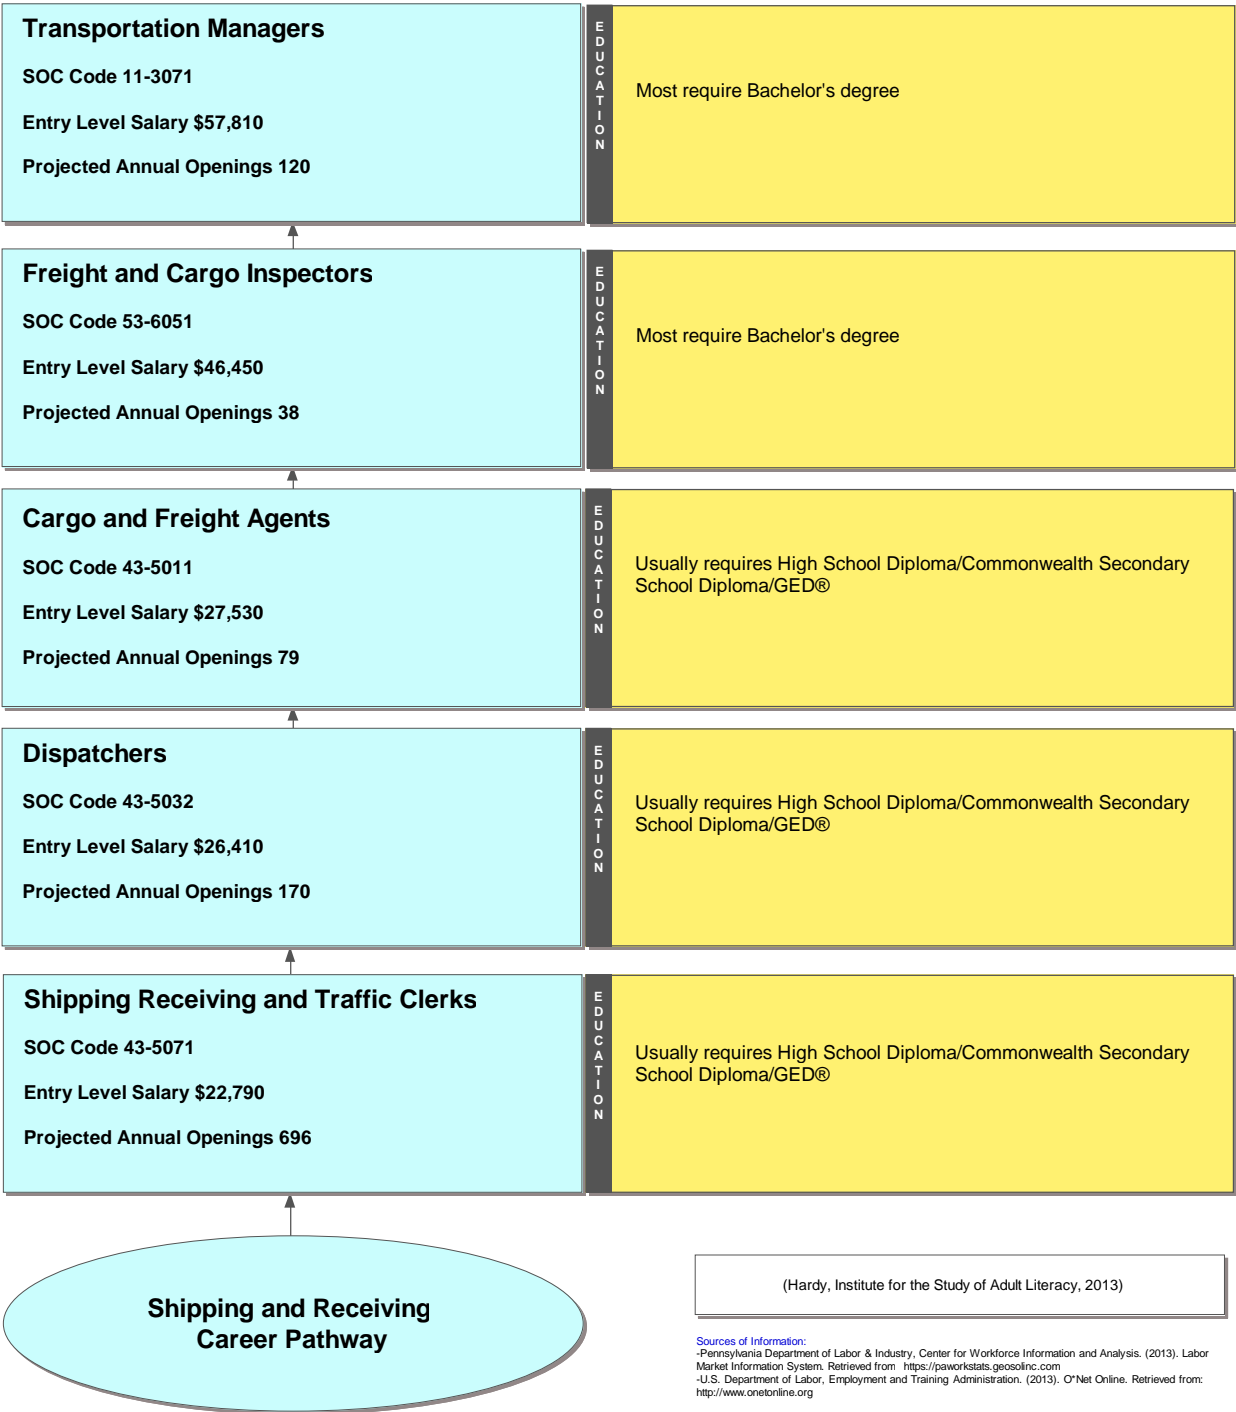 Transportation Managers
SOC Code 11-3071
Entry Level Salary $57,810
Projected Annual Openings 120
EDUCATION
Most require Bachelor's degree
Freight and Cargo Inspectors
SOC Code 53-6051
Entry Level Salary $46,450
Projected Annual Openings 38
EDUCATION
Most require Bachelor's degree
Cargo and Freight Agents
SOC Code 43-5011
Entry Level Salary $27,530
Projected Annual Openings 79
EDUCATION
Usually requires High School Diploma/Commonwealth Secondary
School Diploma/GED®
Dispatchers
SOC Code 43-5032
Entry Level Salary $26,410
Projected Annual Openings 170
EDUCATION
Usually requires High School Diploma/Commonwealth Secondary
School Diploma/GED®
Shipping Receiving and Traffic Clerks
SOC Code 43-5071
Entry Level Salary $22,790
Projected Annual Openings 696
EDUCATION
Usually requires High School Diploma/Commonwealth Secondary
School Diploma/GED®
Shipping and Receiving
Career Pathway
(Hardy, Institute for the Study of Adult Literacy, 2013)
Sources of Information:
-Pennsylvania Department of Labor & Industry, Center for Workforce Information and Analysis. (2013). Labor
Market Information System. Retrieved from https://paworkstats.geosolinc.com
-U.S. Department of Labor, Employment and Training Administration. (2013). O*Net Online. Retrieved from:
http://www.onetonline.org